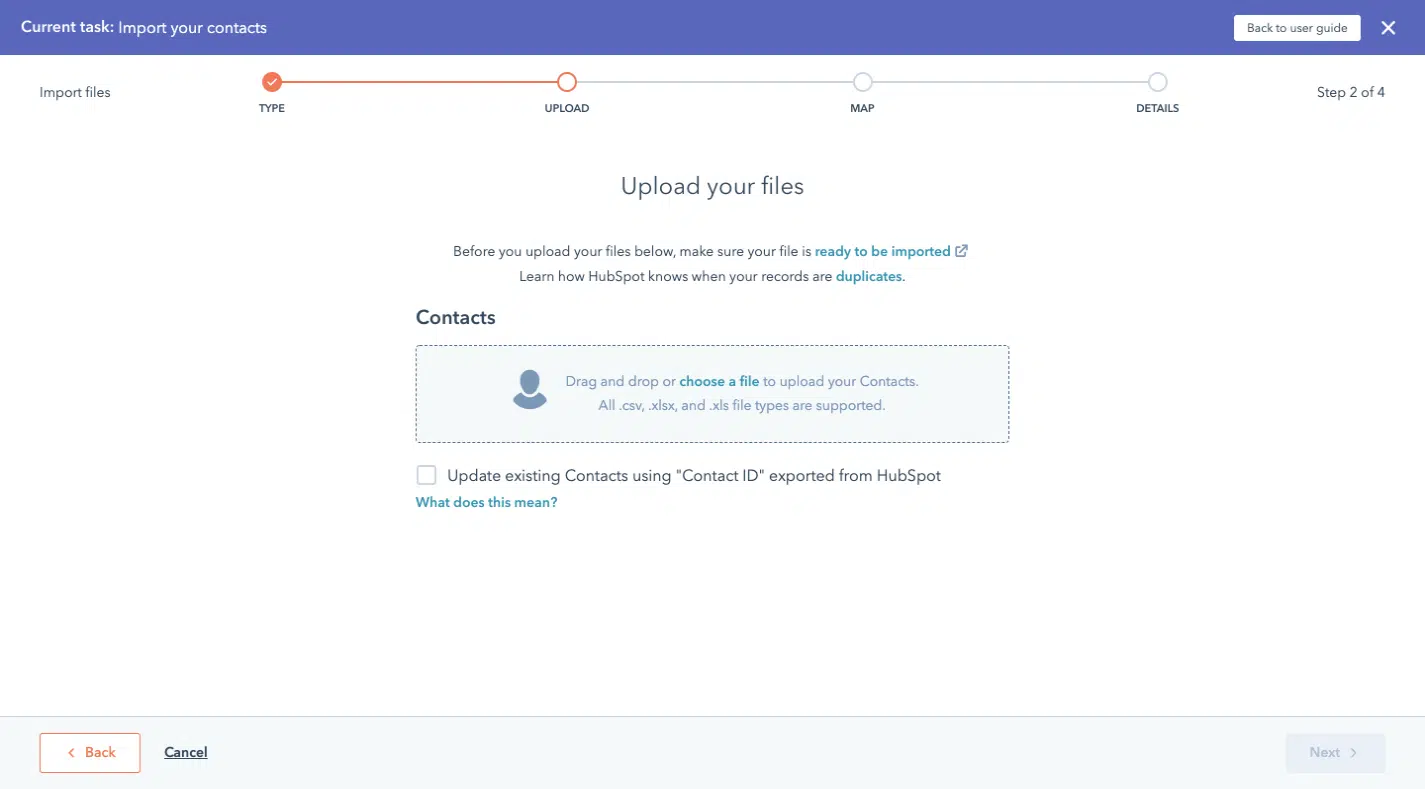 Current task: Import your contacts
Back to user guide
Import files
TYPE
UPLOAD
MAP
DETAILS
Step 2 of 4
Upload your files
Before you upload your files below, make sure your file is ready to be imported
Learn how HubSpot knows when your records are duplicates.
Contacts
Drag and drop or choose a file to upload your Contacts.
All .csv, .xlsx, and .xls file types are supported.
Update existing Contacts using "Contact ID" exported from HubSpot
What does this mean?
Back
Cancel
Next